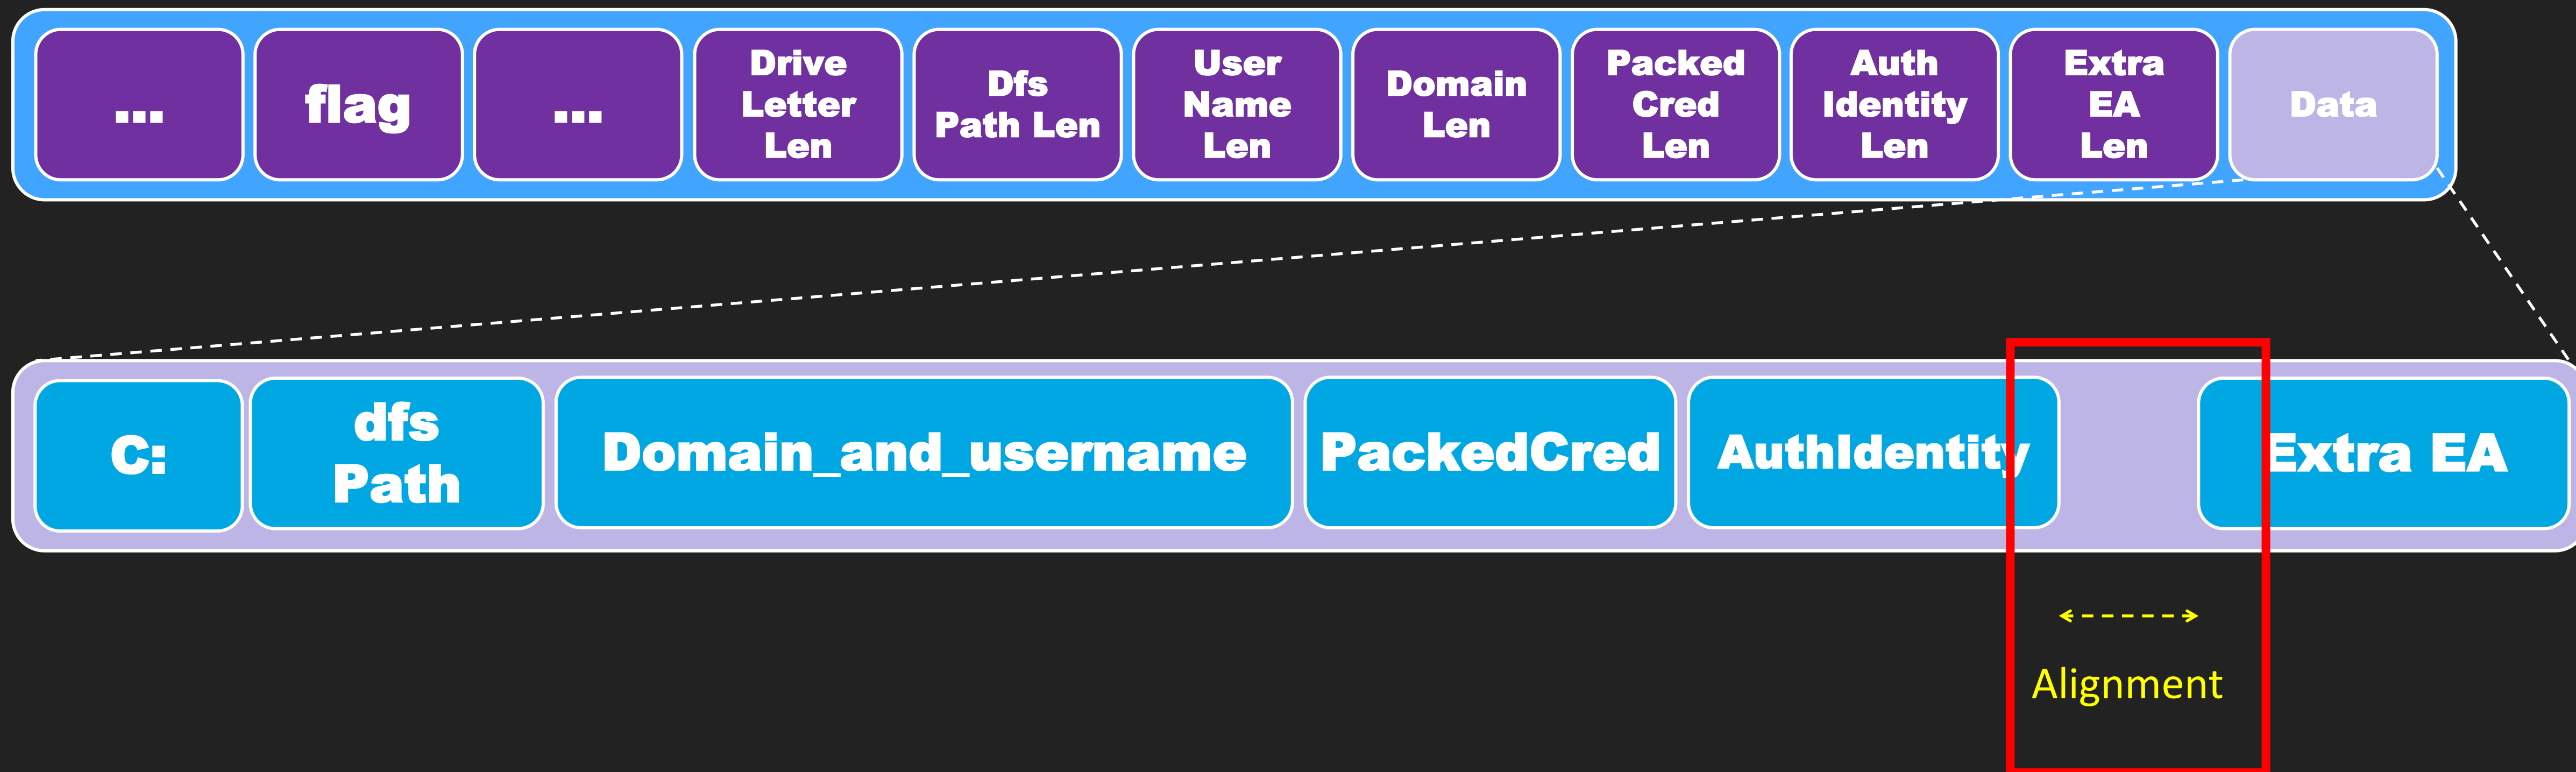 ...
flag
...
Drive
Letter
Len
Dfs
Path Len
User
Name
Len
Domain
Len
Packed
Cred
Len
Auth
Identity
Len
Extra
EA
Len
Data
C:
dfs
Path
Domain_and_username
PackedCred
AuthIdentity
Extra EA
Alignment